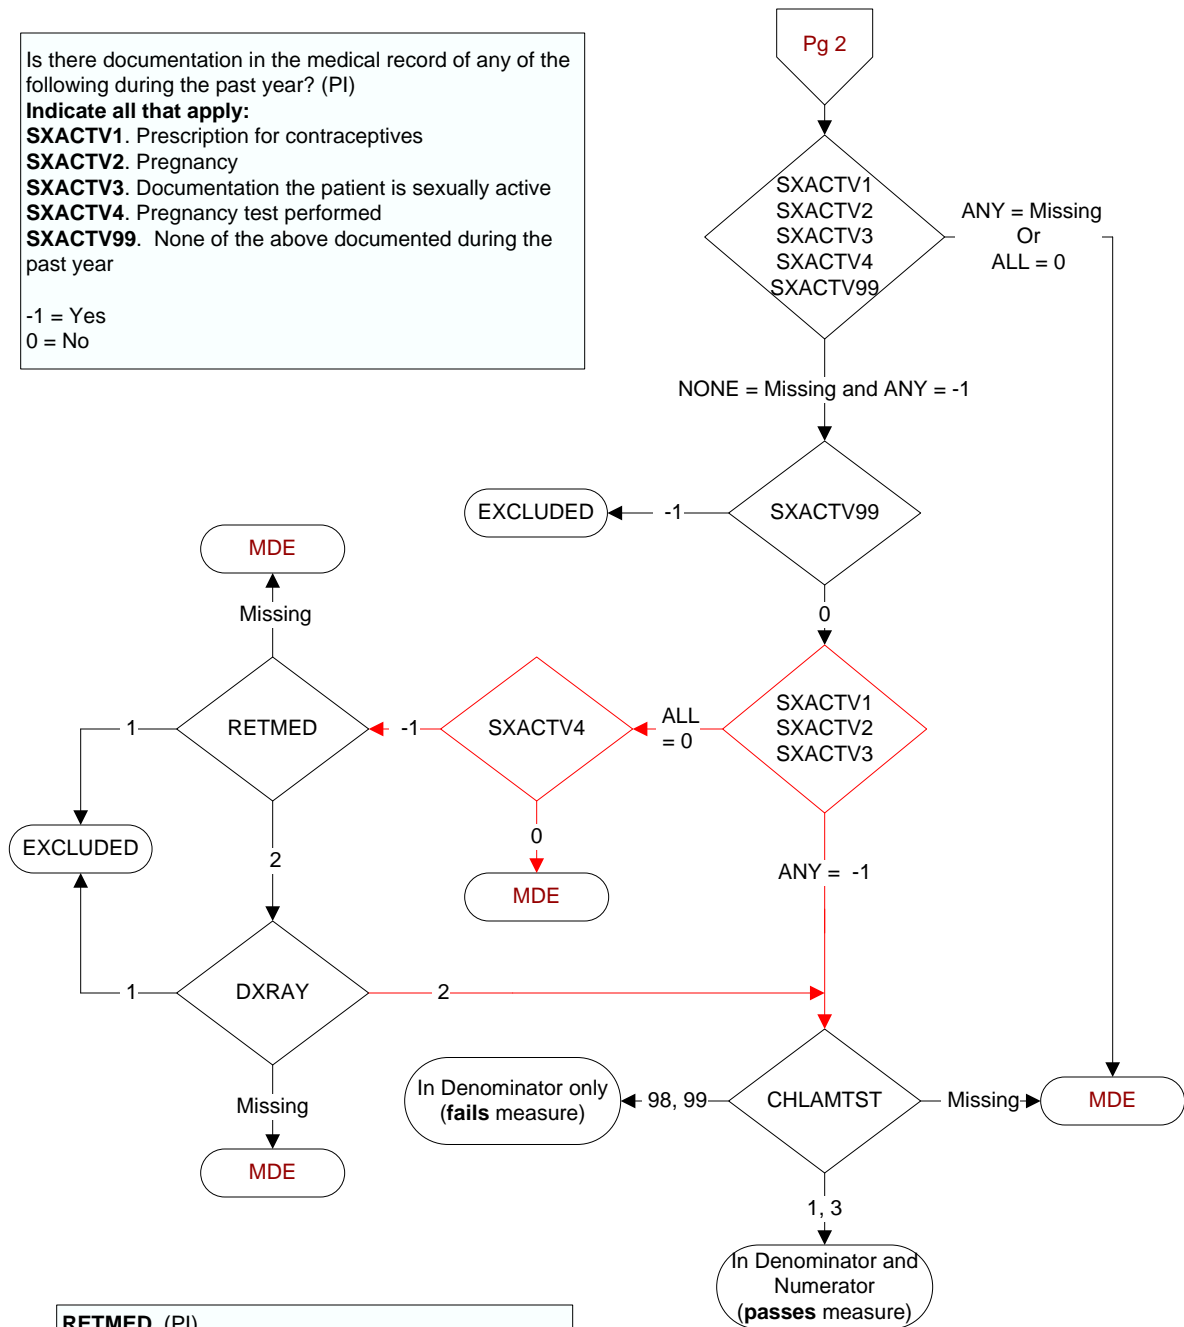 Is there documentation in the medical record of any of the
following during the past year? (PI)
Indicate all that apply:
SXACTV1. Prescription for contraceptives
SXACTV2. Pregnancy
SXACTV3. Documentation the patient is sexually active
SXACTV4. Pregnancy test performed
SXACTV99.  None of the above documented during the
past year
-1 = Yes
0 = No
Pg 2
SXACTV1
SXACTV2
SXACTV3
SXACTV4
SXACTV99
ANY = Missing
Or
ALL = 0
NONE = Missing and ANY = -1
SXACTV99
-1
EXCLUDED
0
MDE
Missing
RETMED
1
-1
SXACTV4
ALL
= 0
SXACTV1
SXACTV2
SXACTV3
EXCLUDED
2
0
MDE
ANY =  -1
1
DXRAY
2
Missing
MDE
In Denominator only
(fails measure)
98, 99
CHLAMTST
Missing
MDE
1, 3
In Denominator and
Numerator
(passes measure)
RETMED  (PI)